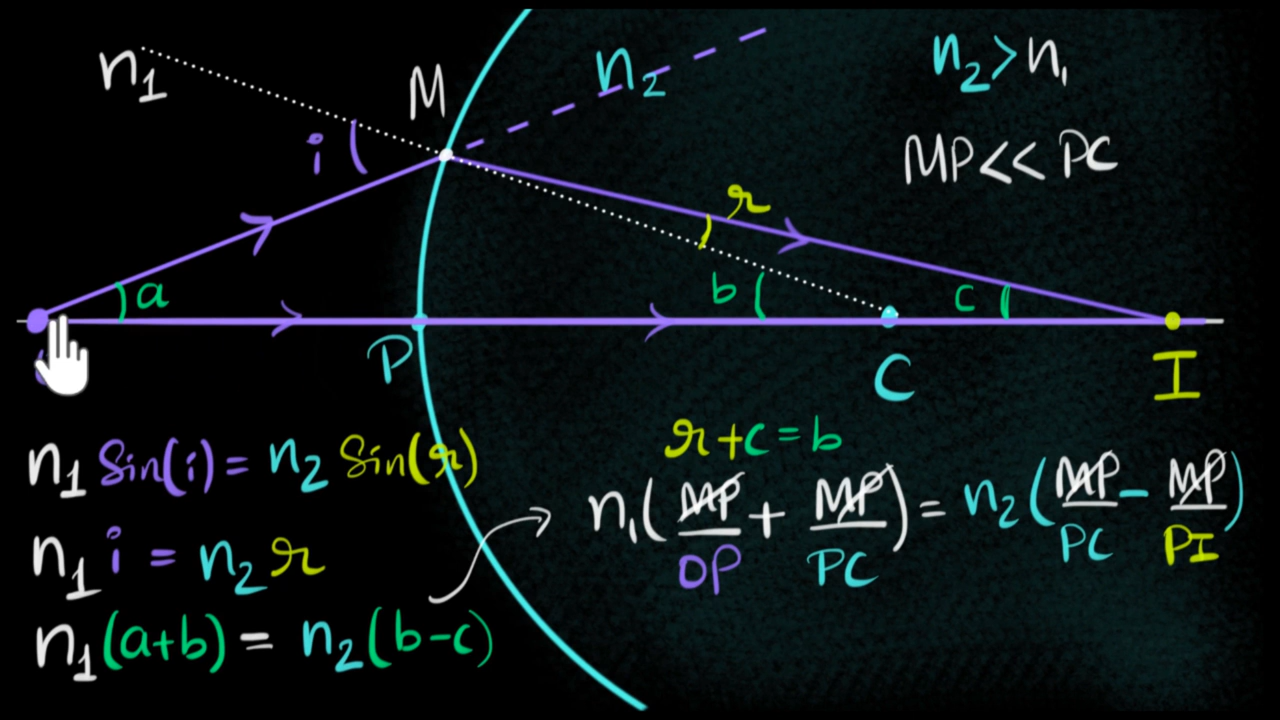 n₁
M
n₂
n₂ > n₁
i
MP << PC
r
a
b
c
P
C
I
n₁ Sin(i) = n₂ Sin(r)
r + c = b
n₁ (MP/OP + MP/PC) = n₂ (MP/PC - MP/PI)
n₁ i = n₂ r
n₁ (a+b) = n₂ (b-c)